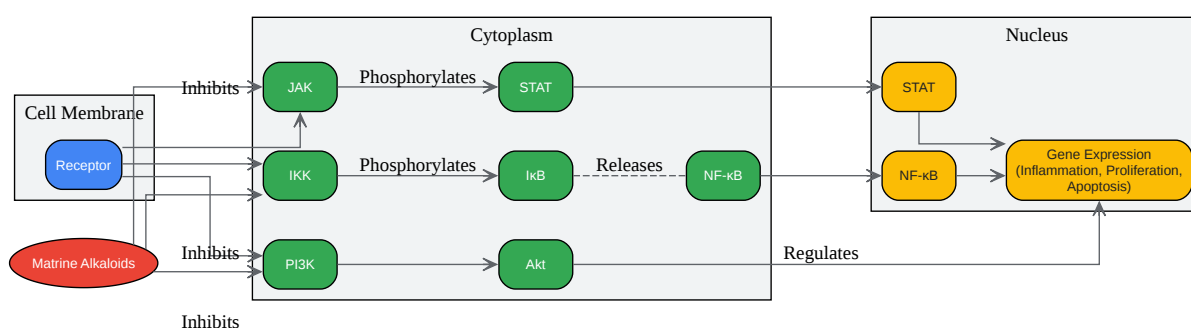 Cytoplasm
Nucleus
Inhibits
JAK
Phosphorylates
STAT
STAT
Cell Membrane
Receptor
IKK
Phosphorylates
IκB
Releases
NF-κB
NF-κB
Gene Expression
(Inflammation, Proliferation,
Apoptosis)
Matrine Alkaloids
Inhibits
PI3K
Akt
Regulates
Inhibits